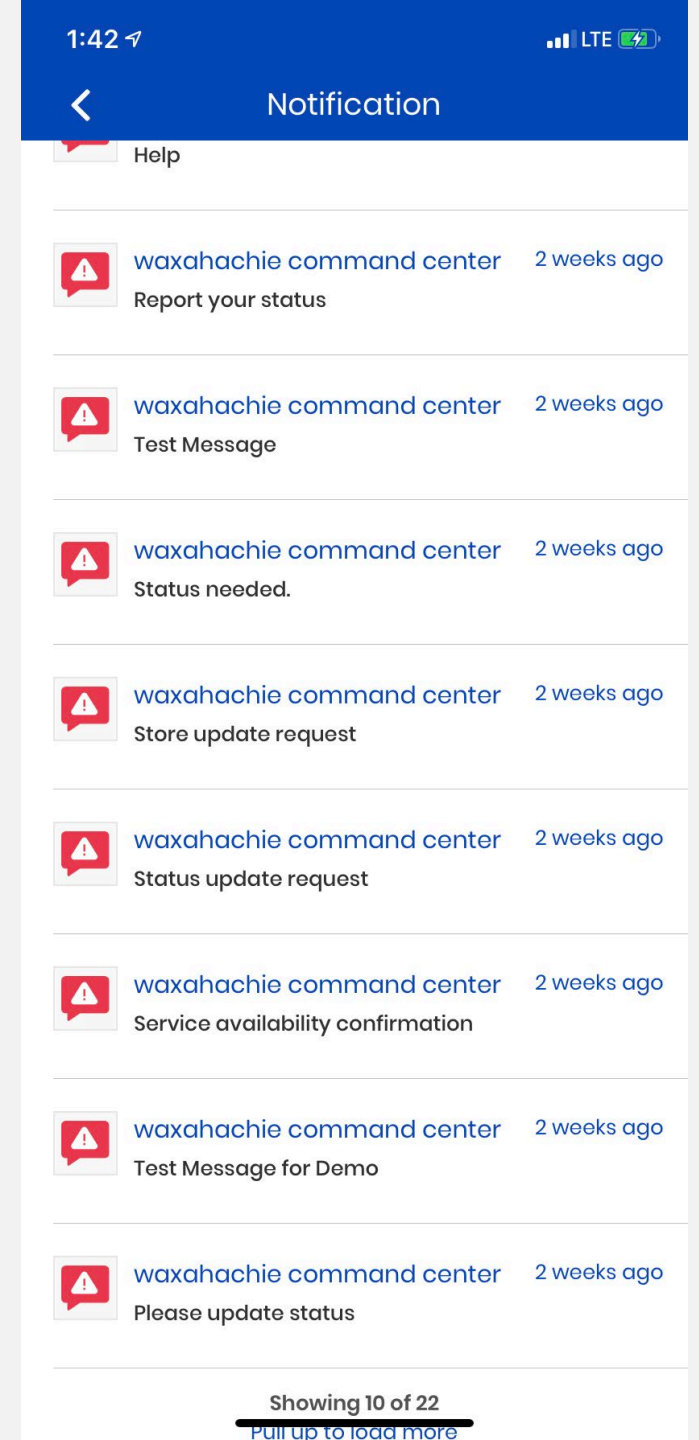 1:42
LTE
Notification
Help
waxahachie command center 2 weeks ago
Report your status
waxahachie command center 2 weeks ago
Test Message
waxahachie command center 2 weeks ago
Status needed.
waxahachie command center 2 weeks ago
Store update request
waxahachie command center 2 weeks ago
Status update request
waxahachie command center 2 weeks ago
Service availability confirmation
waxahachie command center 2 weeks ago
Test Message for Demo
waxahachie command center 2 weeks ago
Please update status
Showing 10 of 22
Pull up to load more